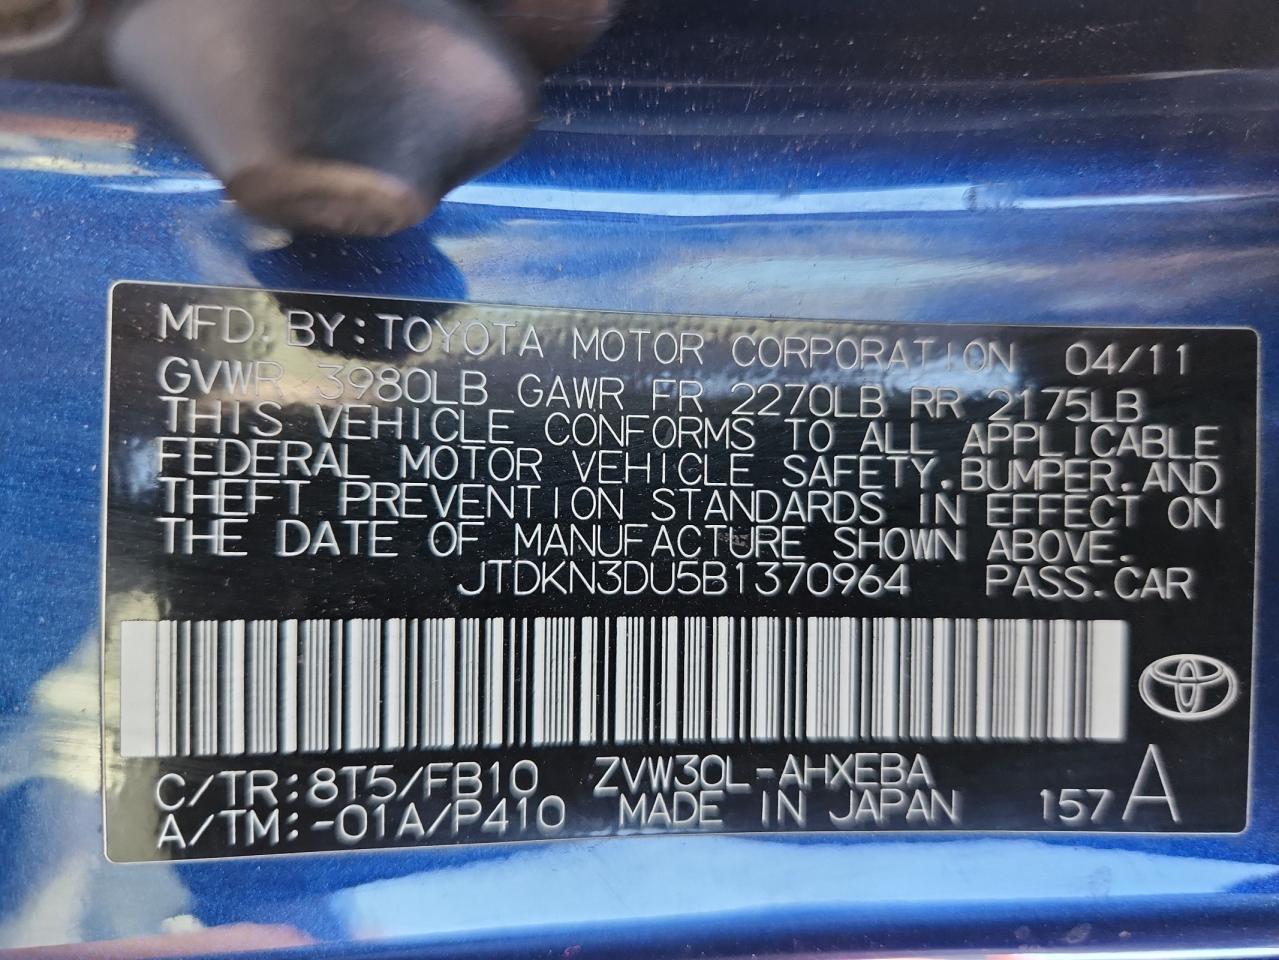 MFD. BY: TOYOTA MOTOR CORPORATION 04/11
GVWR 3980LB GAWR FR 2270LB RR 2175LB
THIS VEHICLE CONFORMS TO ALL APPLICABLE
FEDERAL MOTOR VEHICLE SAFETY, BUMPER, AND
THEFT PREVENTION STANDARDS IN EFFECT ON
THE DATE OF MANUFACTURE SHOWN ABOVE.
JTDKN3DU5B1370964 PASS.CAR
C/TR:8T5/FB10 ZVW30L-AHXEBA
A/TM:-01A/P410 MADE IN JAPAN 157 A